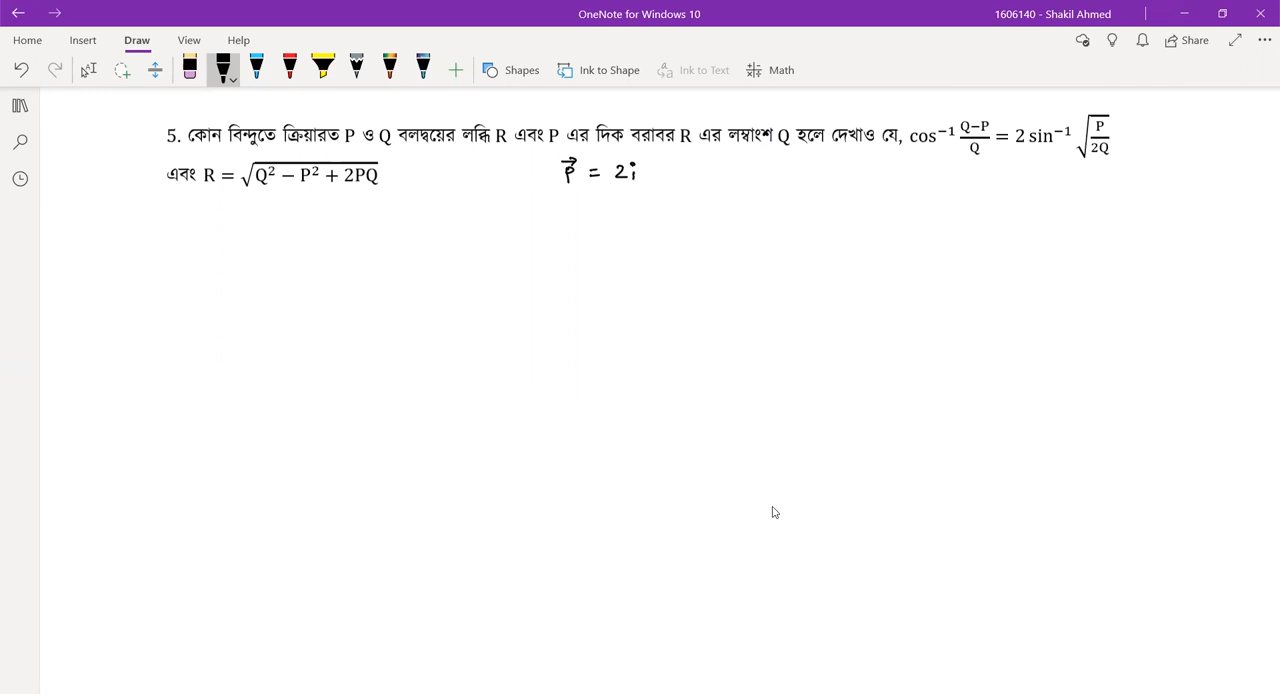 OneNote for Windows 10
1606140 - Shakil Ahmed
Home Insert Draw View Help
Share
Shapes Ink to Shape Ink to Text Math
5. কোন বিন্দুতে ক্রিয়ারত P ও Q বলদ্বয়ের লব্ধি R এবং P এর দিক বরাবর R এর লম্বাংশ Q হলে দেখাও যে, cos⁻¹ (Q−P)/Q = 2 sin⁻¹ √(P/2Q)
এবং R = √(Q² − P² + 2PQ)
P⃗ = 2i